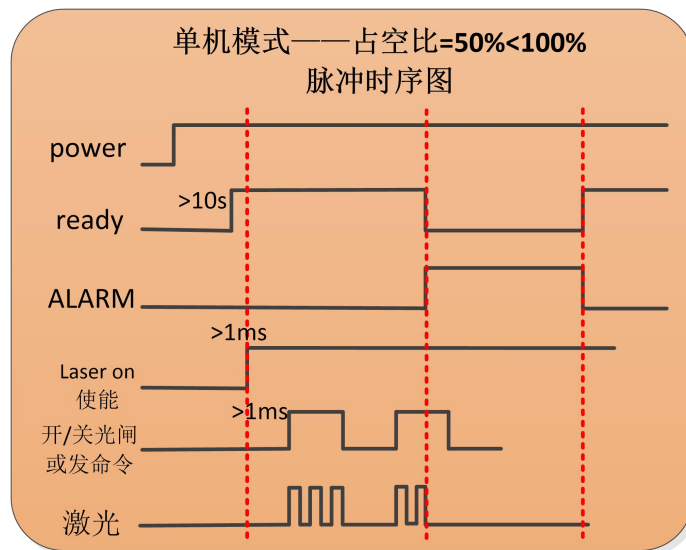 单机模式——占空比=50%<100%
脉冲时序图
power
>10s
ready
ALARM
>1ms
Laser on
使能
>1ms
开/关光闸
或发命令
激光